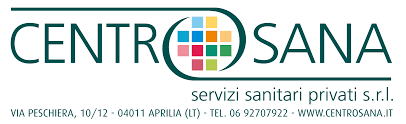 CENTROSANA
servizi sanitari privati s.r.l.
VIA PESCHIERA, 10/12 - 04011 APRILIA (LT) - TEL. 06 92707922 - WWW.CENTROSANA.IT